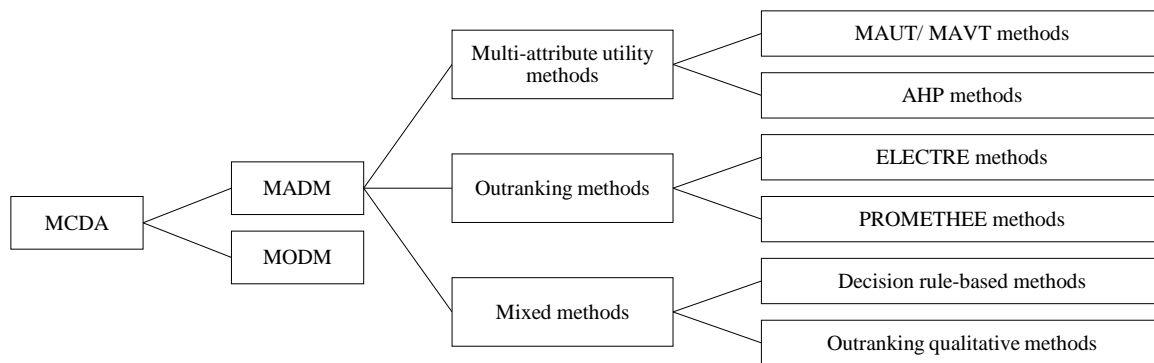 MAUT/ MAVT methods
Multi-attribute utility
methods
AHP methods
ELECTRE methods
MADM
Outranking methods
MCDA
PROMETHEE methods
MODM
Decision rule-based methods
Mixed methods
Outranking qualitative methods